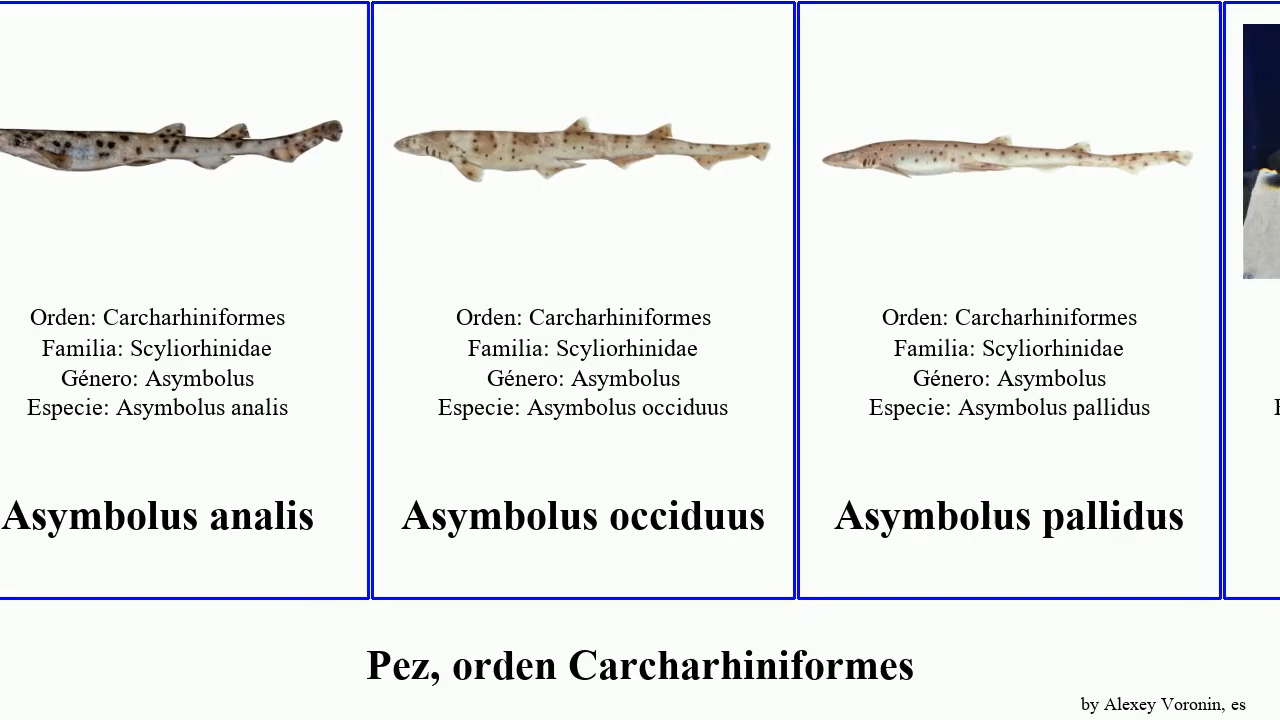 Orden: Carcharhiniformes
Familia: Scyliorhinidae
Género: Asymbolus
Especie: Asymbolus analis
Asymbolus analis
Orden: Carcharhiniformes
Familia: Scyliorhinidae
Género: Asymbolus
Especie: Asymbolus occiduus
Asymbolus occiduus
Orden: Carcharhiniformes
Familia: Scyliorhinidae
Género: Asymbolus
Especie: Asymbolus pallidus
Asymbolus pallidus
Pez, orden Carcharhiniformes
by Alexey Voronin, es